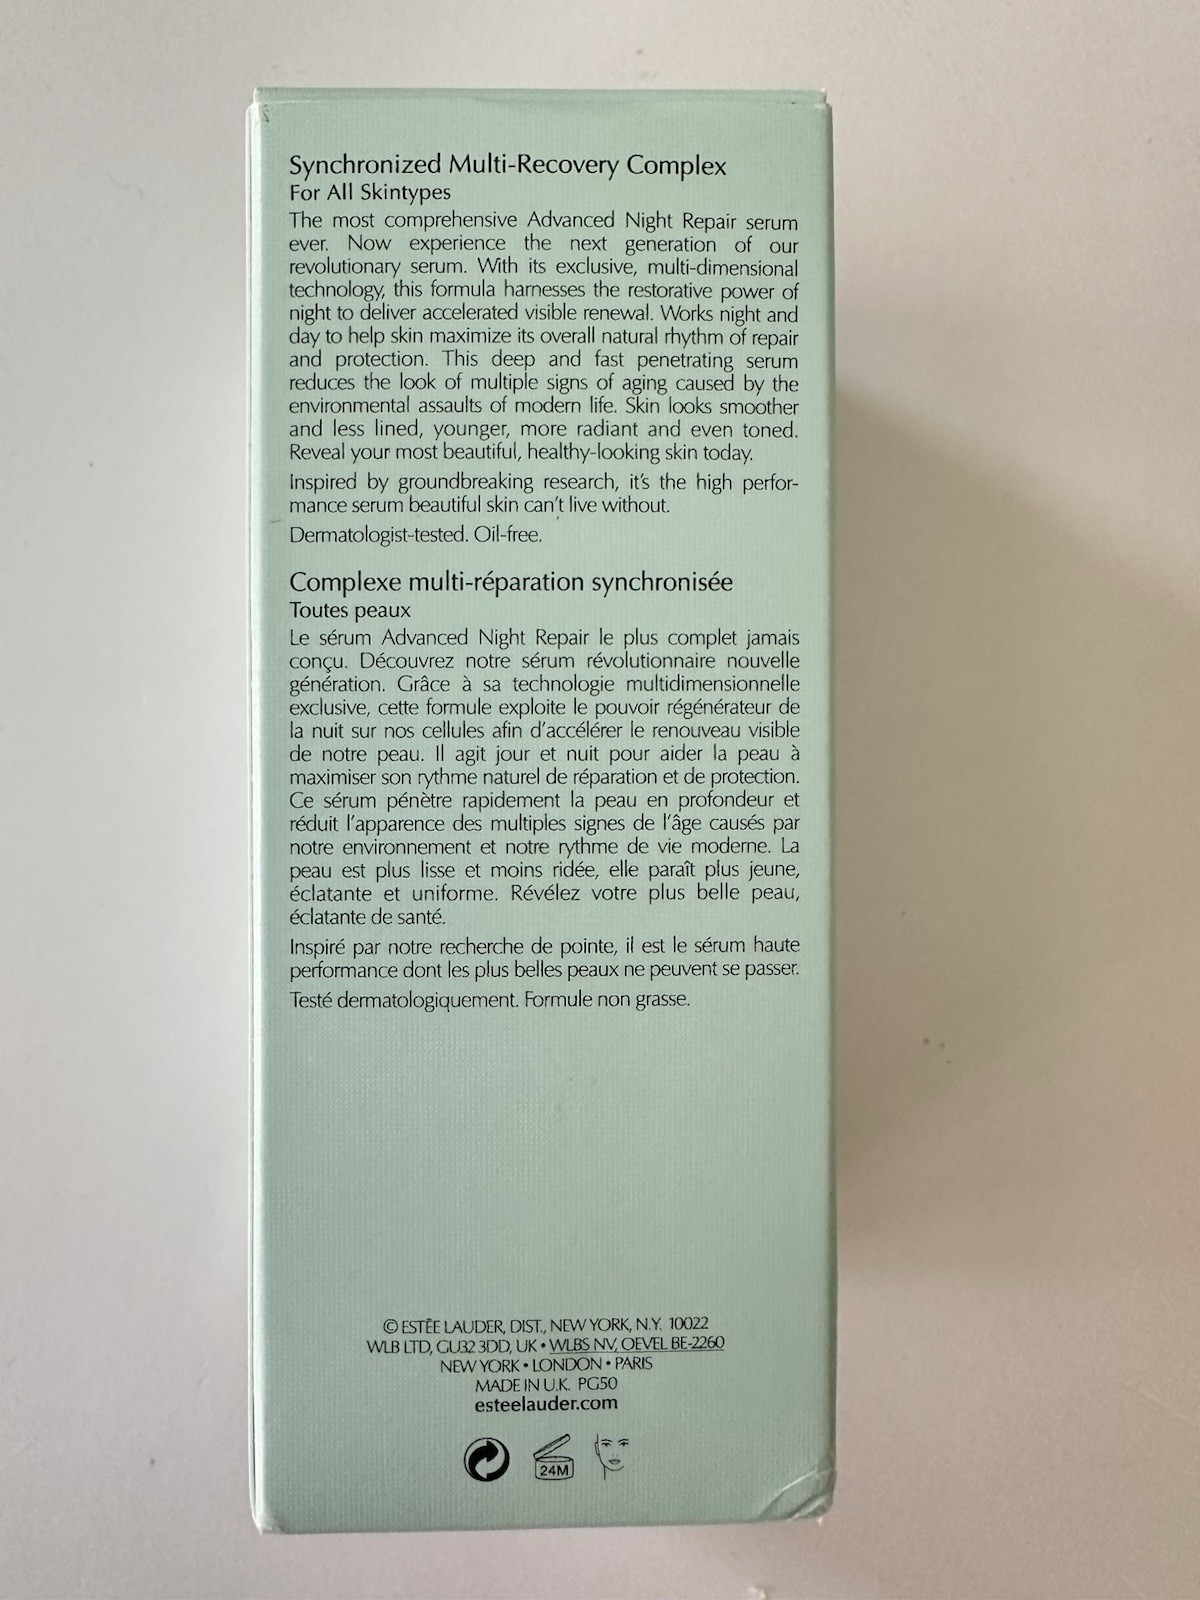 Synchronized Multi-Recovery Complex
For All Skintypes
The most comprehensive Advanced Night Repair serum
ever. Now experience the next generation of our
revolutionary serum. With its exclusive, multi-dimensional
technology, this formula harnesses the restorative power of
night to deliver accelerated visible renewal. Works night and
day to help skin maximize its overall natural rhythm of repair
and protection. This deep and fast penetrating serum
reduces the look of multiple signs of aging caused by the
environmental assaults of modern life. Skin looks smoother
and less lined, younger, more radiant and even toned.
Reveal your most beautiful, healthy-looking skin today.
Inspired by groundbreaking research, it's the high perfor-
mance serum beautiful skin can't live without.
Dermatologist-tested. Oil-free.
Complexe multi-réparation synchronisée
Toutes peaux
Le sérum Advanced Night Repair le plus complet jamais
conçu. Découvrez notre sérum révolutionnaire nouvelle
génération. Grâce à sa technologie multidimensionnelle
exclusive, cette formule exploite le pouvoir régénérateur de
la nuit sur nos cellules afin d'accélérer le renouveau visible
de notre peau. Il agit jour et nuit pour aider la peau à
maximiser son rythme naturel de réparation et de protection.
Ce sérum pénètre rapidement la peau en profondeur et
réduit l'apparence des multiples signes de l'âge causés par
notre environnement et notre rythme de vie moderne. La
peau est plus lisse et moins ridée, elle paraît plus jeune,
éclatante et uniforme. Révélez votre plus belle peau,
éclatante de santé.
Inspiré par notre recherche de pointe, il est le sérum haute
performance dont les plus belles peaux ne peuvent se passer.
Testé dermatologiquement. Formule non grasse.
© ESTĒE LAUDER, DIST., NEW YORK, N.Y. 10022
WLB LTD, GU32 3DD, UK • WLBS NV, OEVEL BE-2260
NEW YORK • LONDON • PARIS
MADE IN U.K. PG50
esteelauder.com
24M